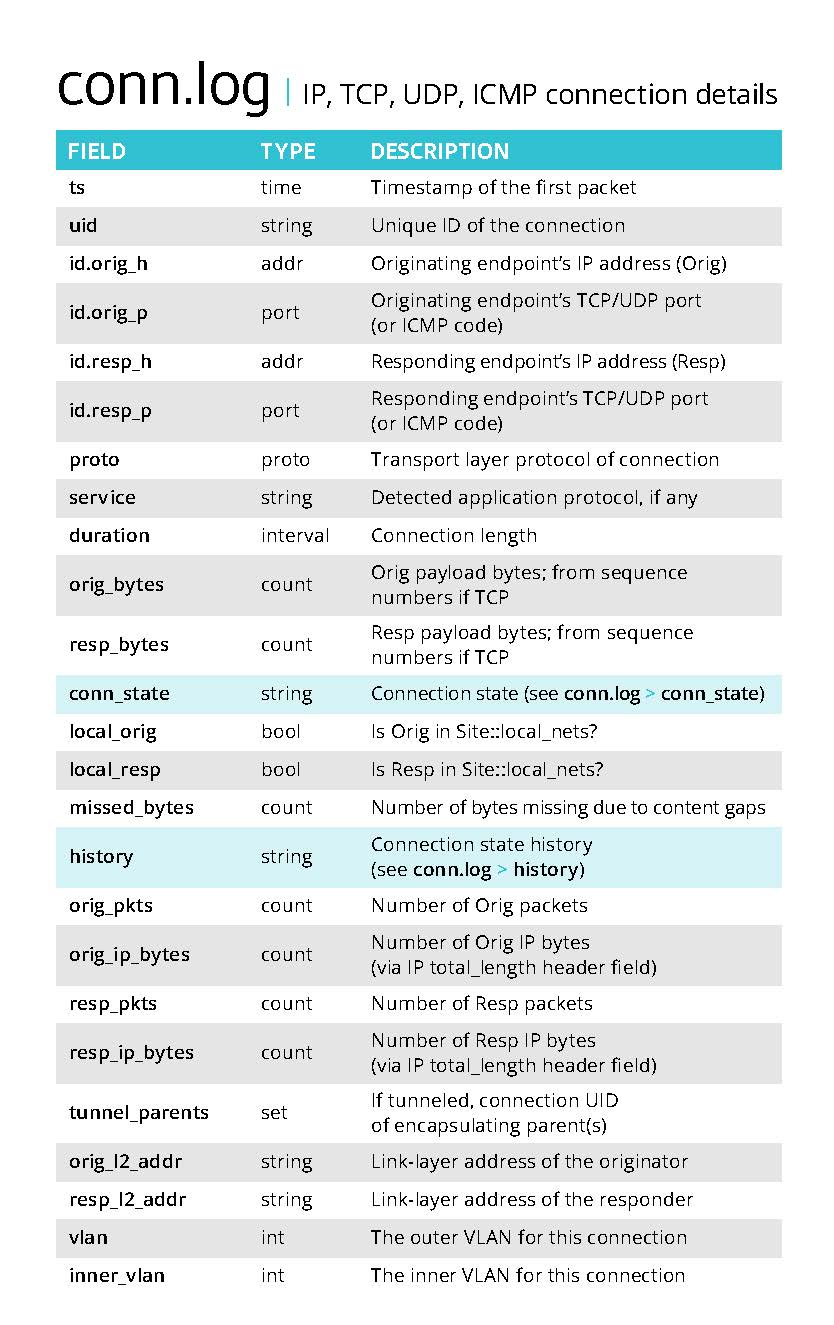 conn.log | IP, TCP, UDP, ICMP connection details
FIELD TYPE DESCRIPTION
ts time Timestamp of the first packet
uid string Unique ID of the connection
id.orig_h addr Originating endpoint’s IP address (Orig)
id.orig_p port Originating endpoint’s TCP/UDP port
(or ICMP code)
id.resp_h addr Responding endpoint’s IP address (Resp)
id.resp_p port Responding endpoint’s TCP/UDP port
(or ICMP code)
proto proto Transport layer protocol of connection
service string Detected application protocol, if any
duration interval Connection length
orig_bytes count Orig payload bytes; from sequence
numbers if TCP
resp_bytes count Resp payload bytes; from sequence
numbers if TCP
conn_state string Connection state (see conn.log > conn_state)
local_orig bool Is Orig in Site::local_nets?
local_resp bool Is Resp in Site::local_nets?
missed_bytes count Number of bytes missing due to content gaps
history string Connection state history
(see conn.log > history)
orig_pkts count Number of Orig packets
orig_ip_bytes count Number of Orig IP bytes
(via IP total_length header field)
resp_pkts count Number of Resp packets
resp_ip_bytes count Number of Resp IP bytes
(via IP total_length header field)
tunnel_parents set If tunneled, connection UID
of encapsulating parent(s)
orig_l2_addr string Link-layer address of the originator
resp_l2_addr string Link-layer address of the responder
vlan int The outer VLAN for this connection
inner_vlan int The inner VLAN for this connection